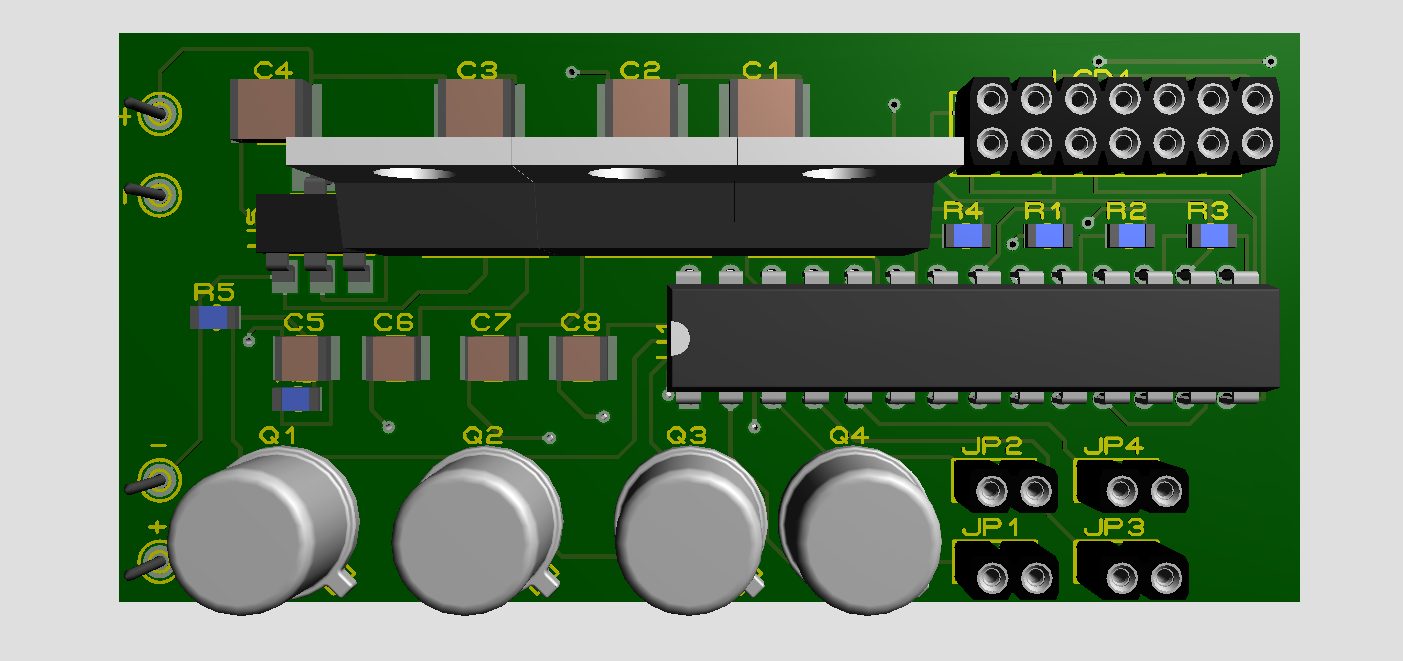 C4 C3 C2 C1
+
R4 R1 R2 R3
R5
C5 C6 C7 C8
Q1 Q2 Q3 Q4
JP2 JP4
-
+
JP1 JP3